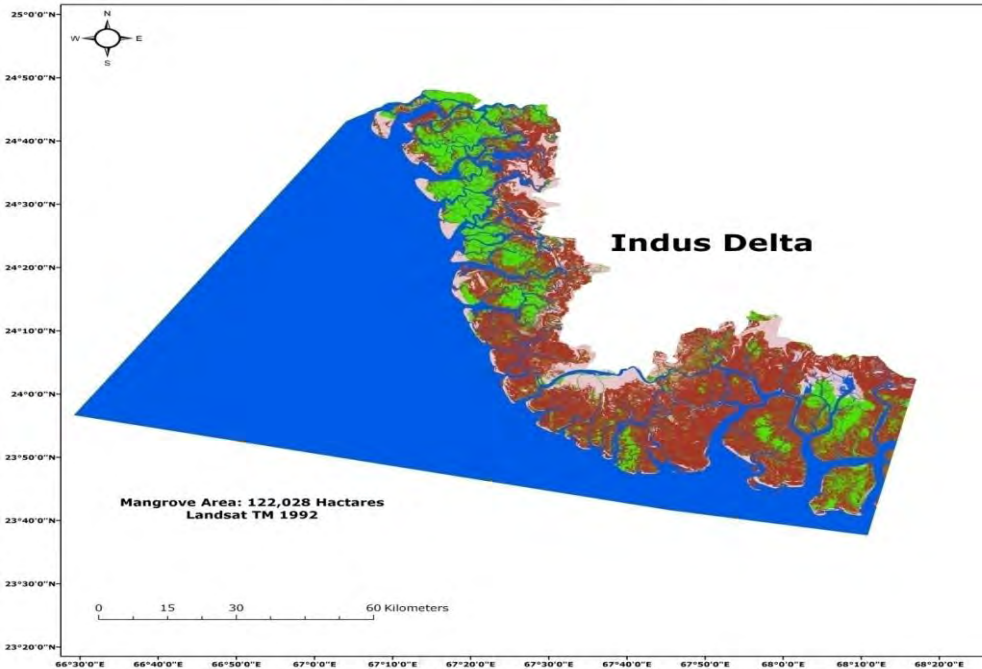 25°0'0"N
N
W E
S
24°50'0"N
24°40'0"N
24°30'0"N
Indus Delta
24°20'0"N
24°10'0"N
24°0'0"N
23°50'0"N
Mangrove Area: 122,028 Hactares
Landsat TM 1992
23°40'0"N
23°30'0"N
0 15 30 60 Kilometers
23°20'0"N
66°30'0"E 66°40'0"E 66°50'0"E 67°0'0"E 67°10'0"E 67°20'0"E 67°30'0"E 67°40'0"E 67°50'0"E 68°0'0"E 68°10'0"E 68°20'0"E